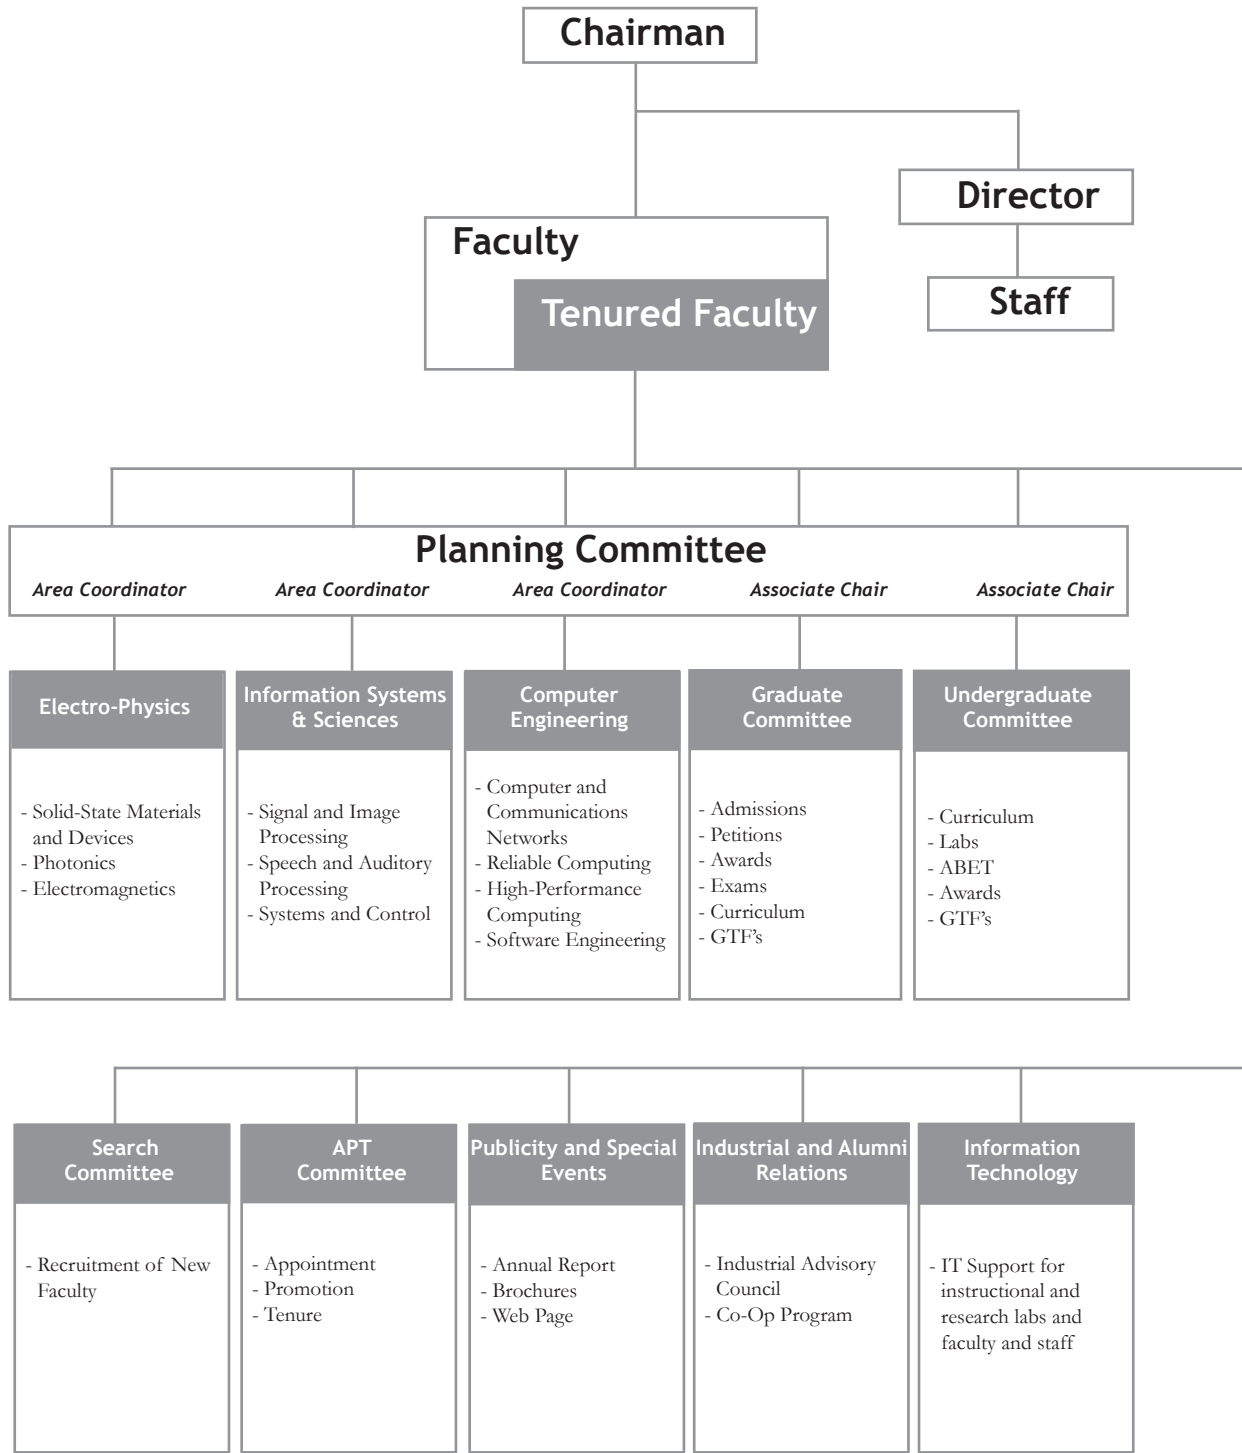 Chairman
Director
Faculty
Staff
Tenured Faculty
Planning Committee
Area Coordinator
Area Coordinator
Area Coordinator
Associate Chair
Associate Chair
Electro-Physics
- Solid-State Materials
and Devices
- Photonics
- Electromagnetics
Information Systems
& Sciences
- Signal and Image
Processing
- Speech and Auditory
Processing
- Systems and Control
Computer
Engineering
- Computer and
Communications
Networks
- Reliable Computing
- High-Performance
Computing
- Software Engineering
Graduate
Committee
- Admissions
- Petitions
- Awards
- Exams
- Curriculum
- GTF’s
Undergraduate
Committee
- Curriculum
- Labs
- ABET
- Awards
- GTF’s
Search
Committee
- Recruitment of New
Faculty
APT
Committee
- Appointment
- Promotion
- Tenure
Publicity and Special
Events
- Annual Report
- Brochures
- Web Page
Industrial and Alumni
Relations
- Industrial Advisory
Council
- Co-Op Program
Information
Technology
- IT Support for
instructional and
research labs and
faculty and staff